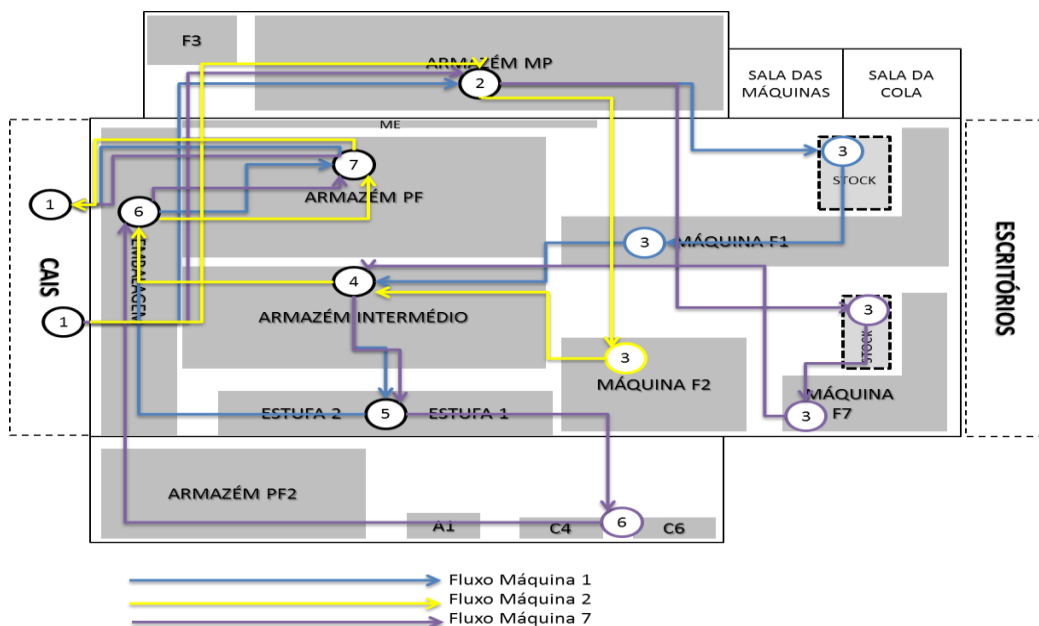 F3
ARMAZÉM MP
2
SALA DAS
MÁQUINAS
SALA DA
COLA
ME
3
STOCK
7
ARMAZÉM PF
1
6
EMBALAGEM
3
MÁQUINA F1
CAIS
ESCRITÓRIOS
4
ARMAZÉM INTERMÉDIO
1
3
STOCK
3
MÁQUINA F2
MÁQUINA
F7
3
ESTUFA 2
5
ESTUFA 1
ARMAZÉM PF2
A1
C4
6
C6
Fluxo Máquina 1
Fluxo Máquina 2
Fluxo Máquina 7